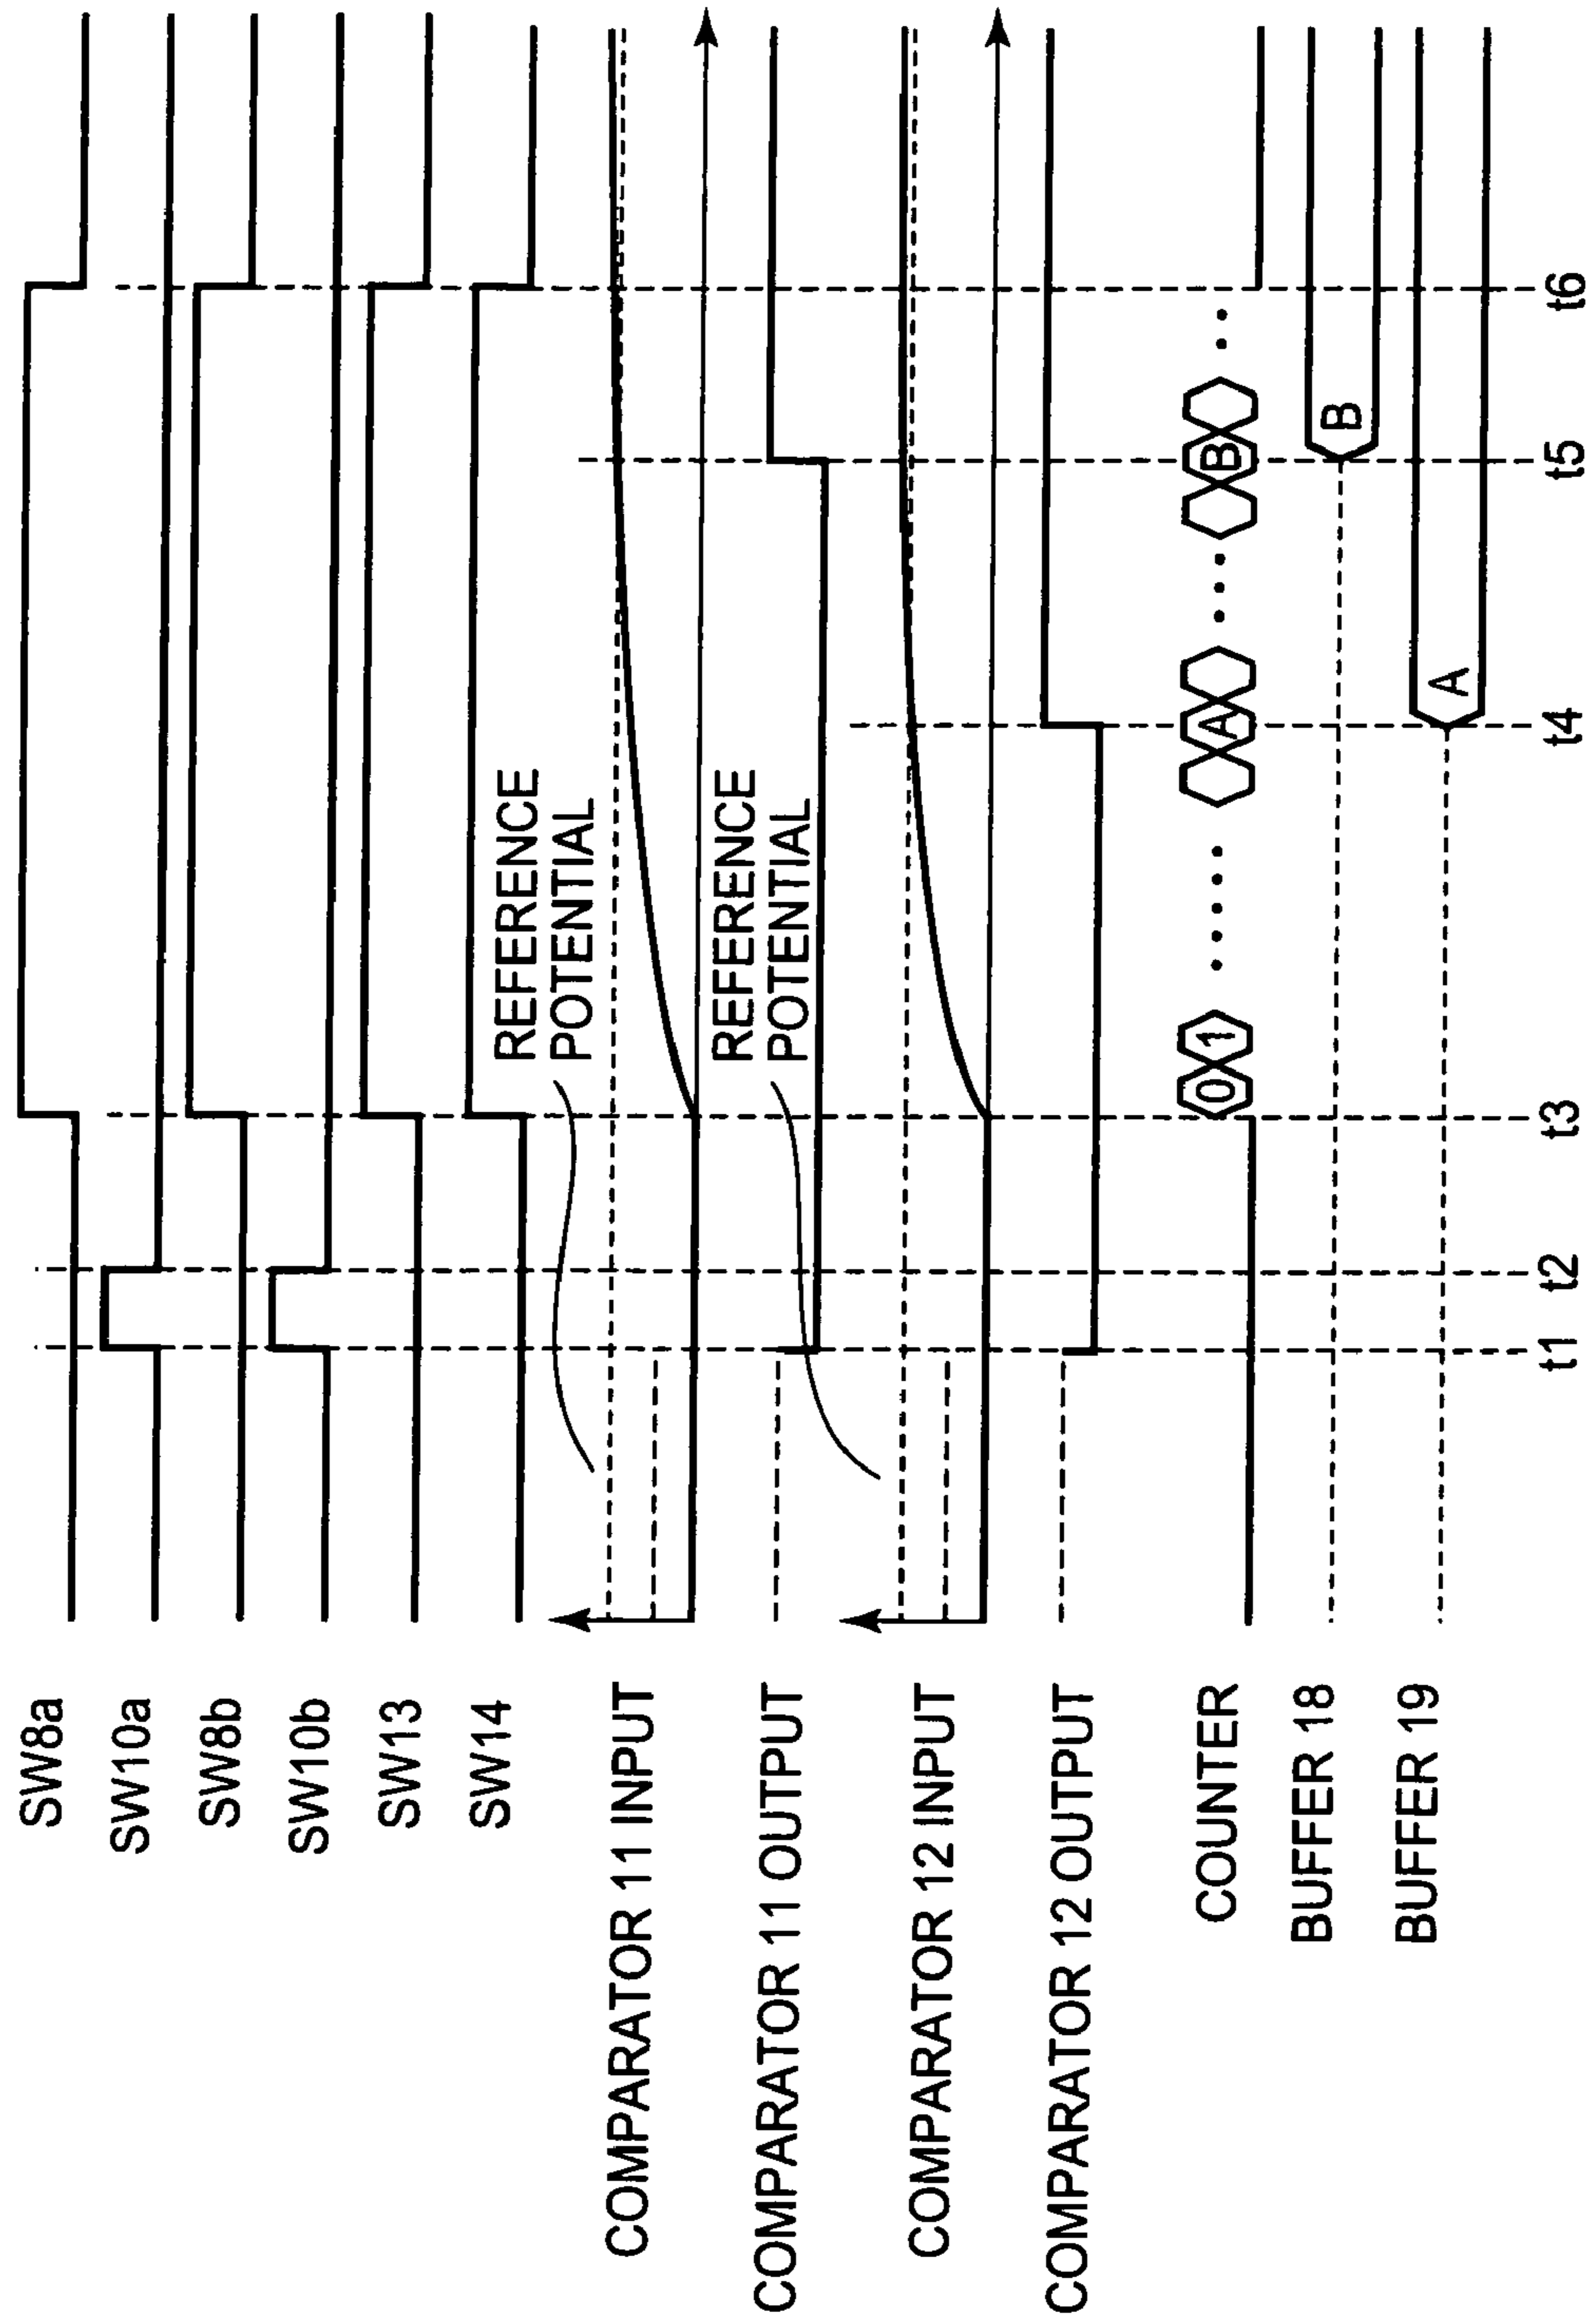 SW8a
SW10a
SW8b
SW10b
SW13
SW14
REFERENCE
POTENTIAL
COMPARATOR 11 INPUT
REFERENCE
POTENTIAL
COMPARATOR 11 OUTPUT
COMPARATOR 12 INPUT
COMPARATOR 12 OUTPUT
COUNTER 0 1 A B
BUFFER 18 B
BUFFER 19 A
t1 t2 t3 t4 t5 t6